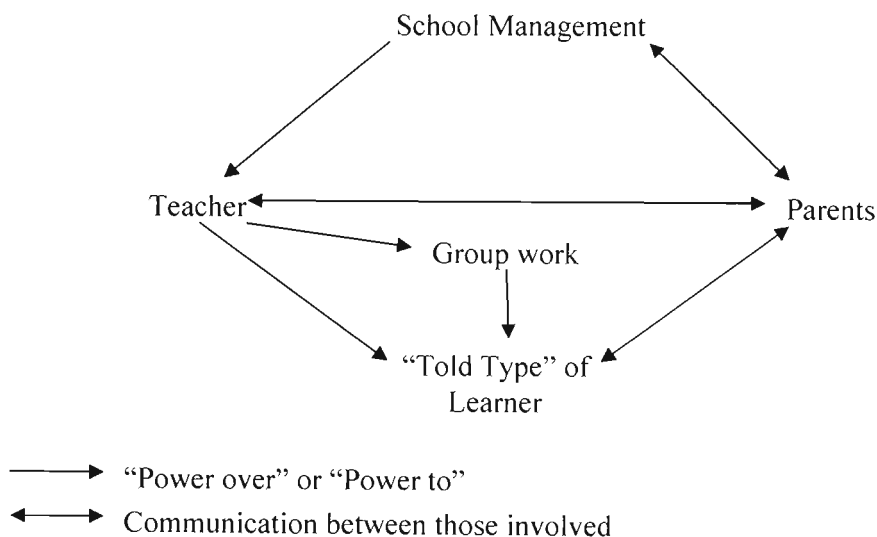 School Management
Teacher
Parents
Group work
“Told Type” of
Learner
“Power over” or “Power to”
Communication between those involved